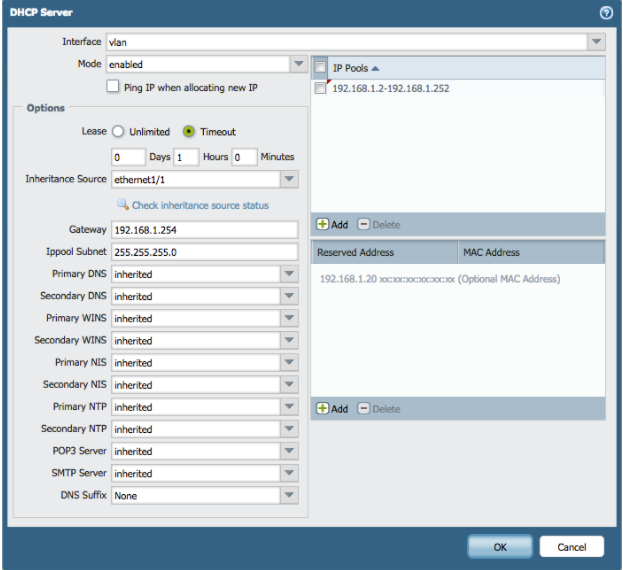 DHCP Server
Interface vlan
Mode enabled
Ping IP when allocating new IP
Options
Lease Unlimited Timeout
0 Days 1 Hours 0 Minutes
Inheritance Source ethernet1/1
Check inheritance source status
Gateway 192.168.1.254
Ippool Subnet 255.255.255.0
Primary DNS inherited
Secondary DNS inherited
Primary WINS inherited
Secondary WINS inherited
Primary NIS inherited
Secondary NIS inherited
Primary NTP inherited
Secondary NTP inherited
POP3 Server inherited
SMTP Server inherited
DNS Suffix None
IP Pools
192.168.1.2-192.168.1.252
Add Delete
Reserved Address MAC Address
192.168.1.20 xx:xx:xx:xx:xx:xx (Optional MAC Address)
Add Delete
OK Cancel